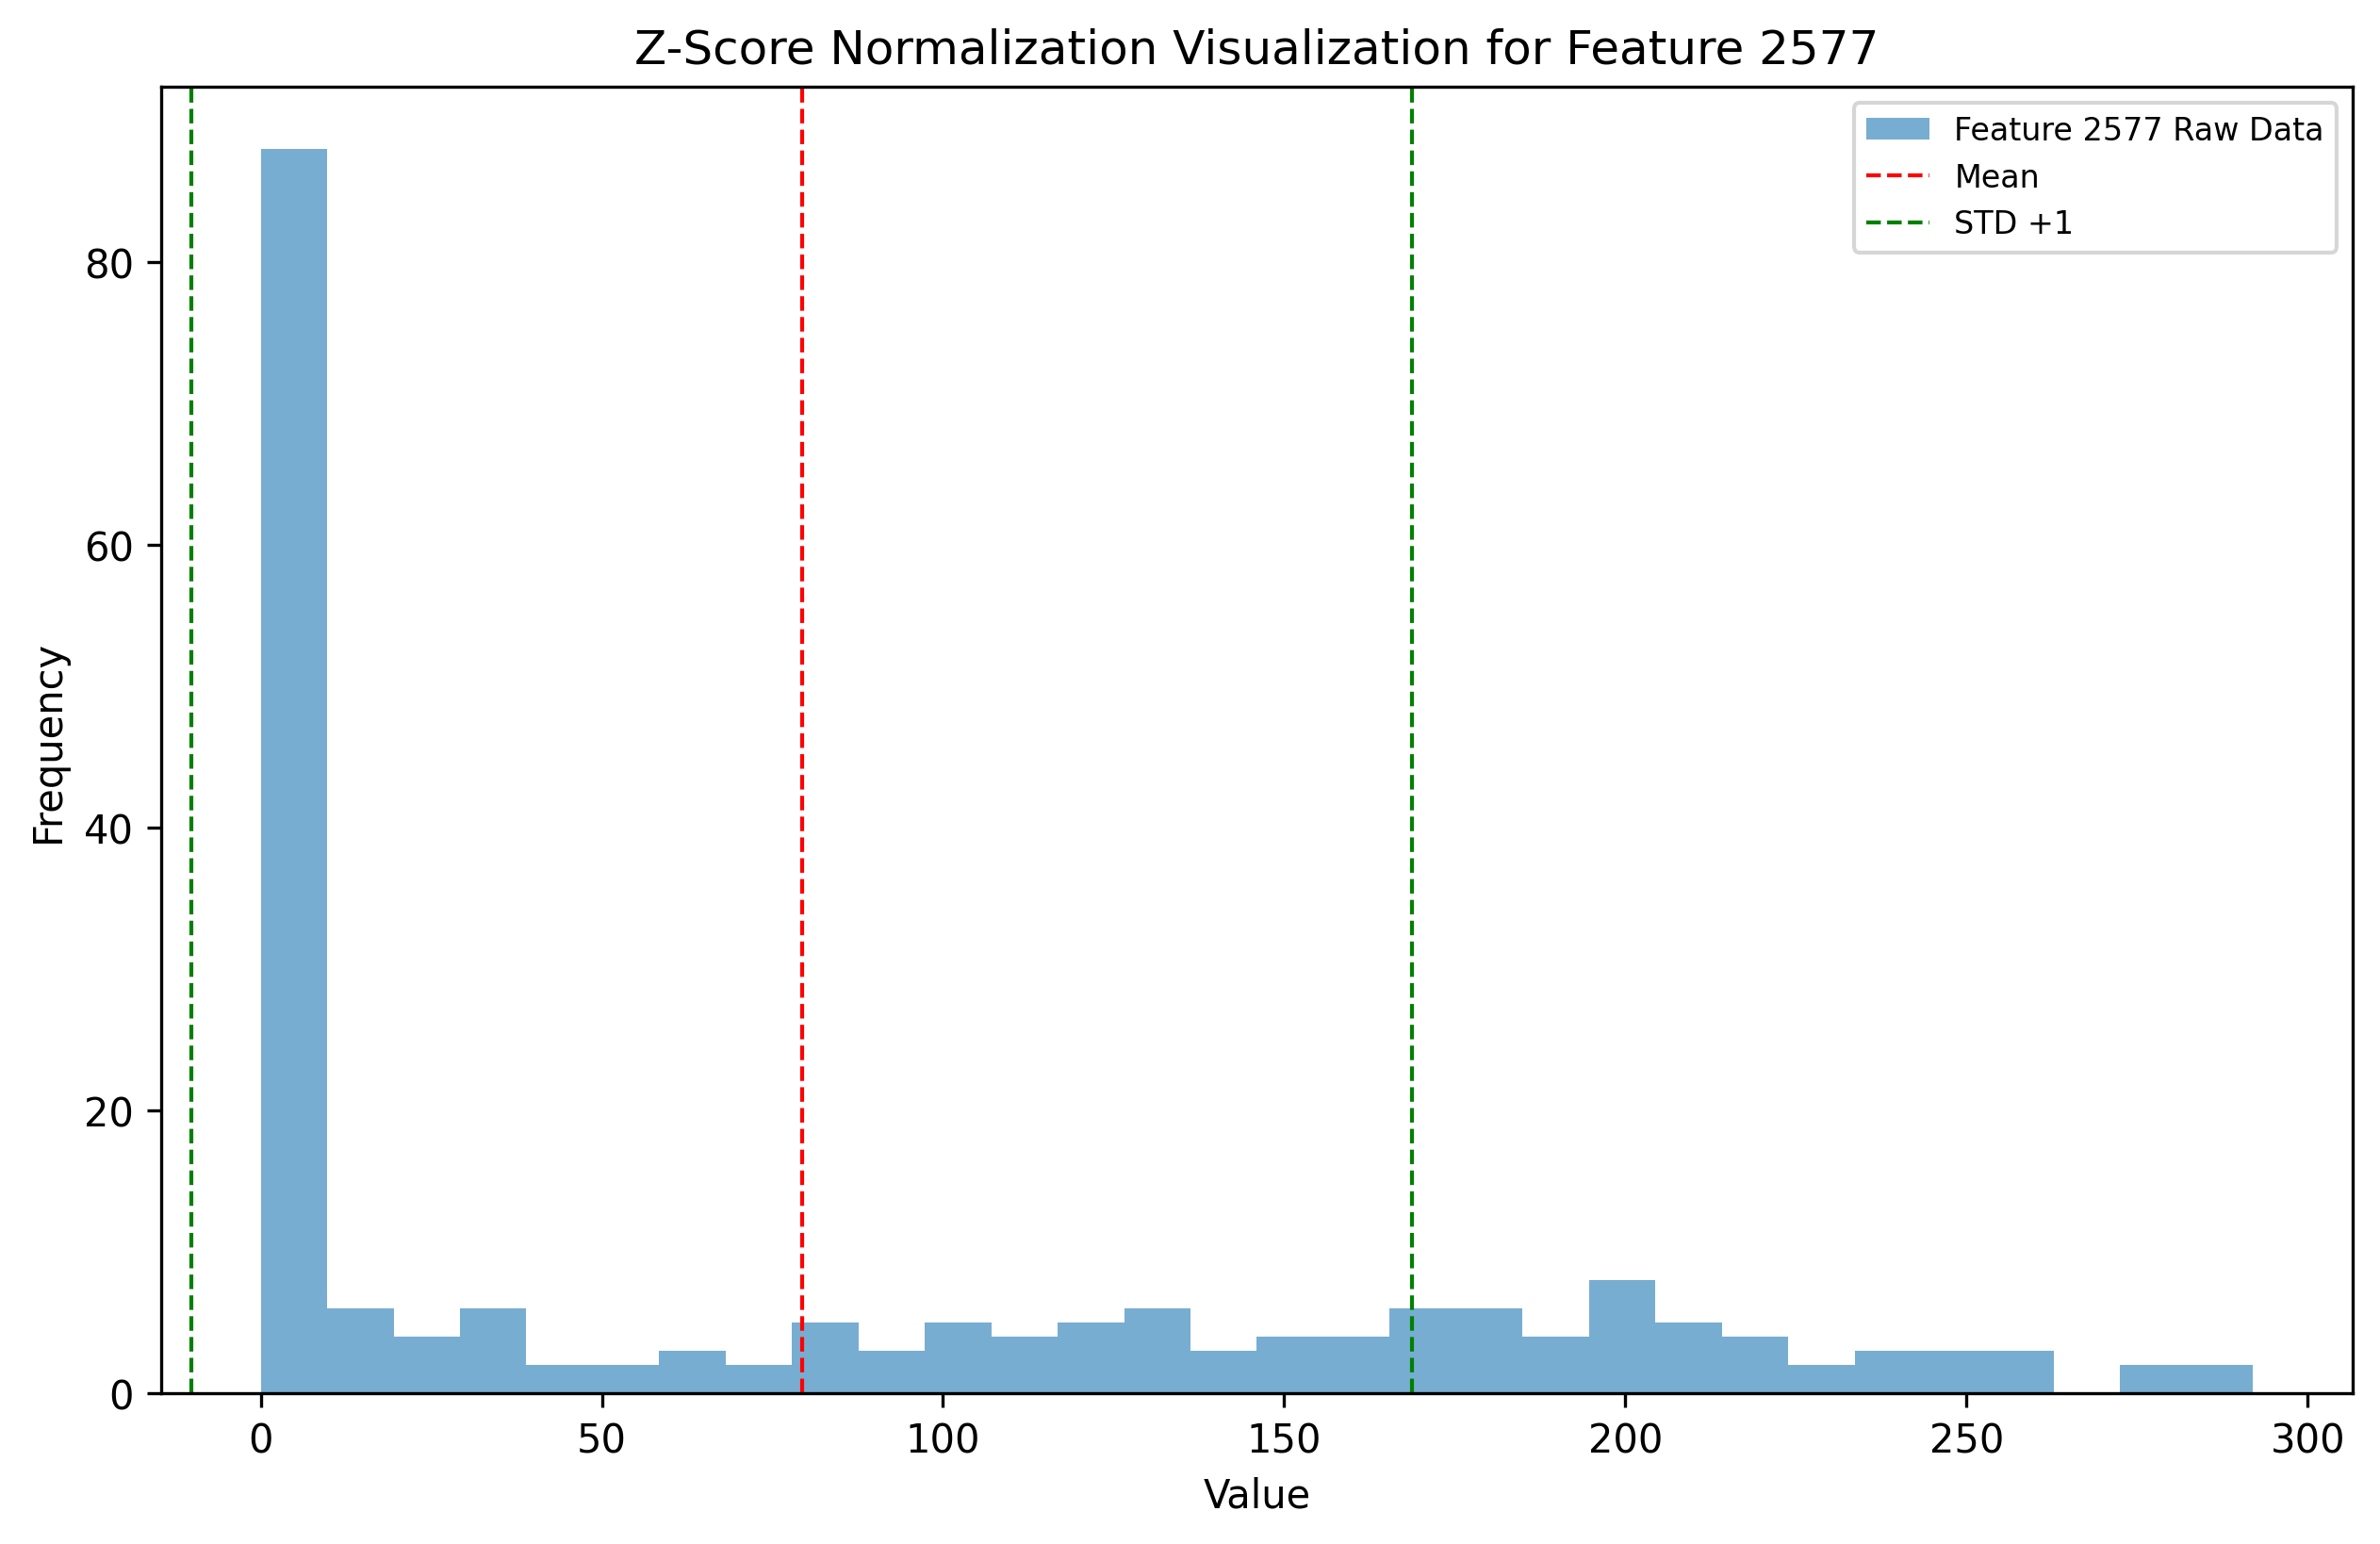 Z-Score Normalization Visualization for Feature 2577
Feature 2577 Raw Data
Mean
STD +1
80
60
40
20
0
Frequency
0 50 100 150 200 250 300
Value